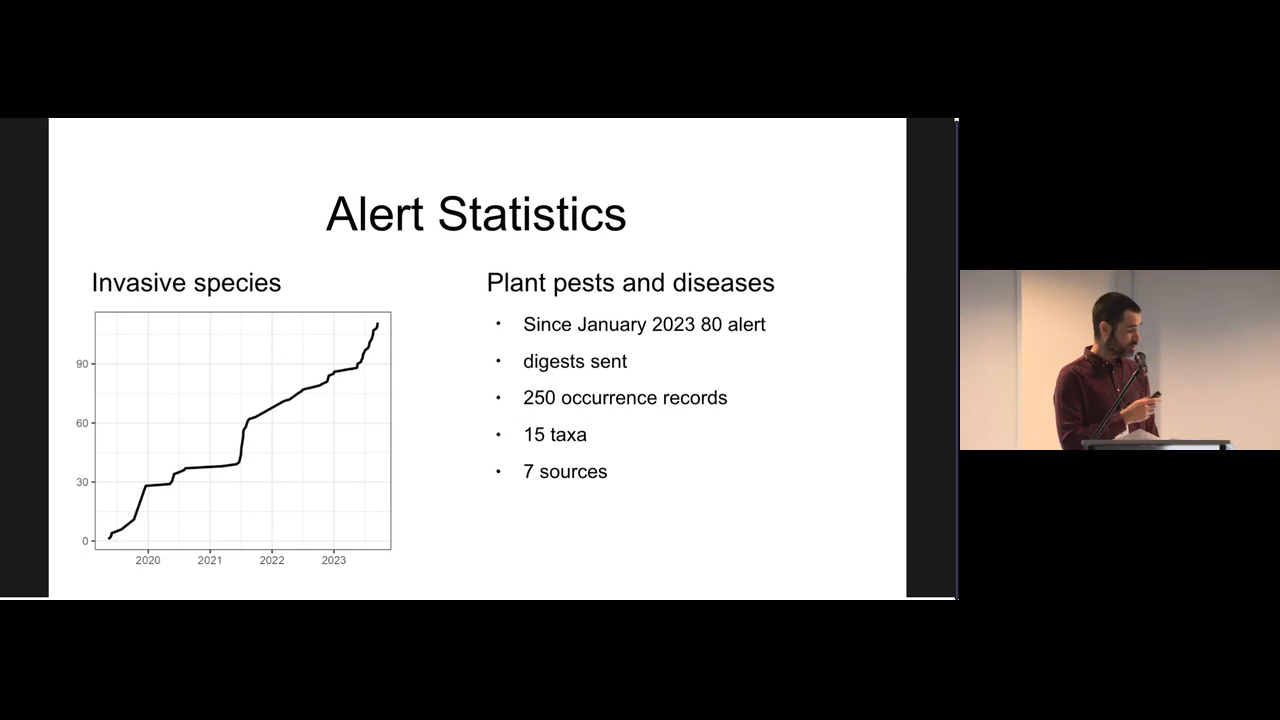 Alert Statistics
Invasive species
90
60
30
0
2020 2021 2022 2023
Plant pests and diseases
• Since January 2023 80 alert
• digests sent
• 250 occurrence records
• 15 taxa
• 7 sources